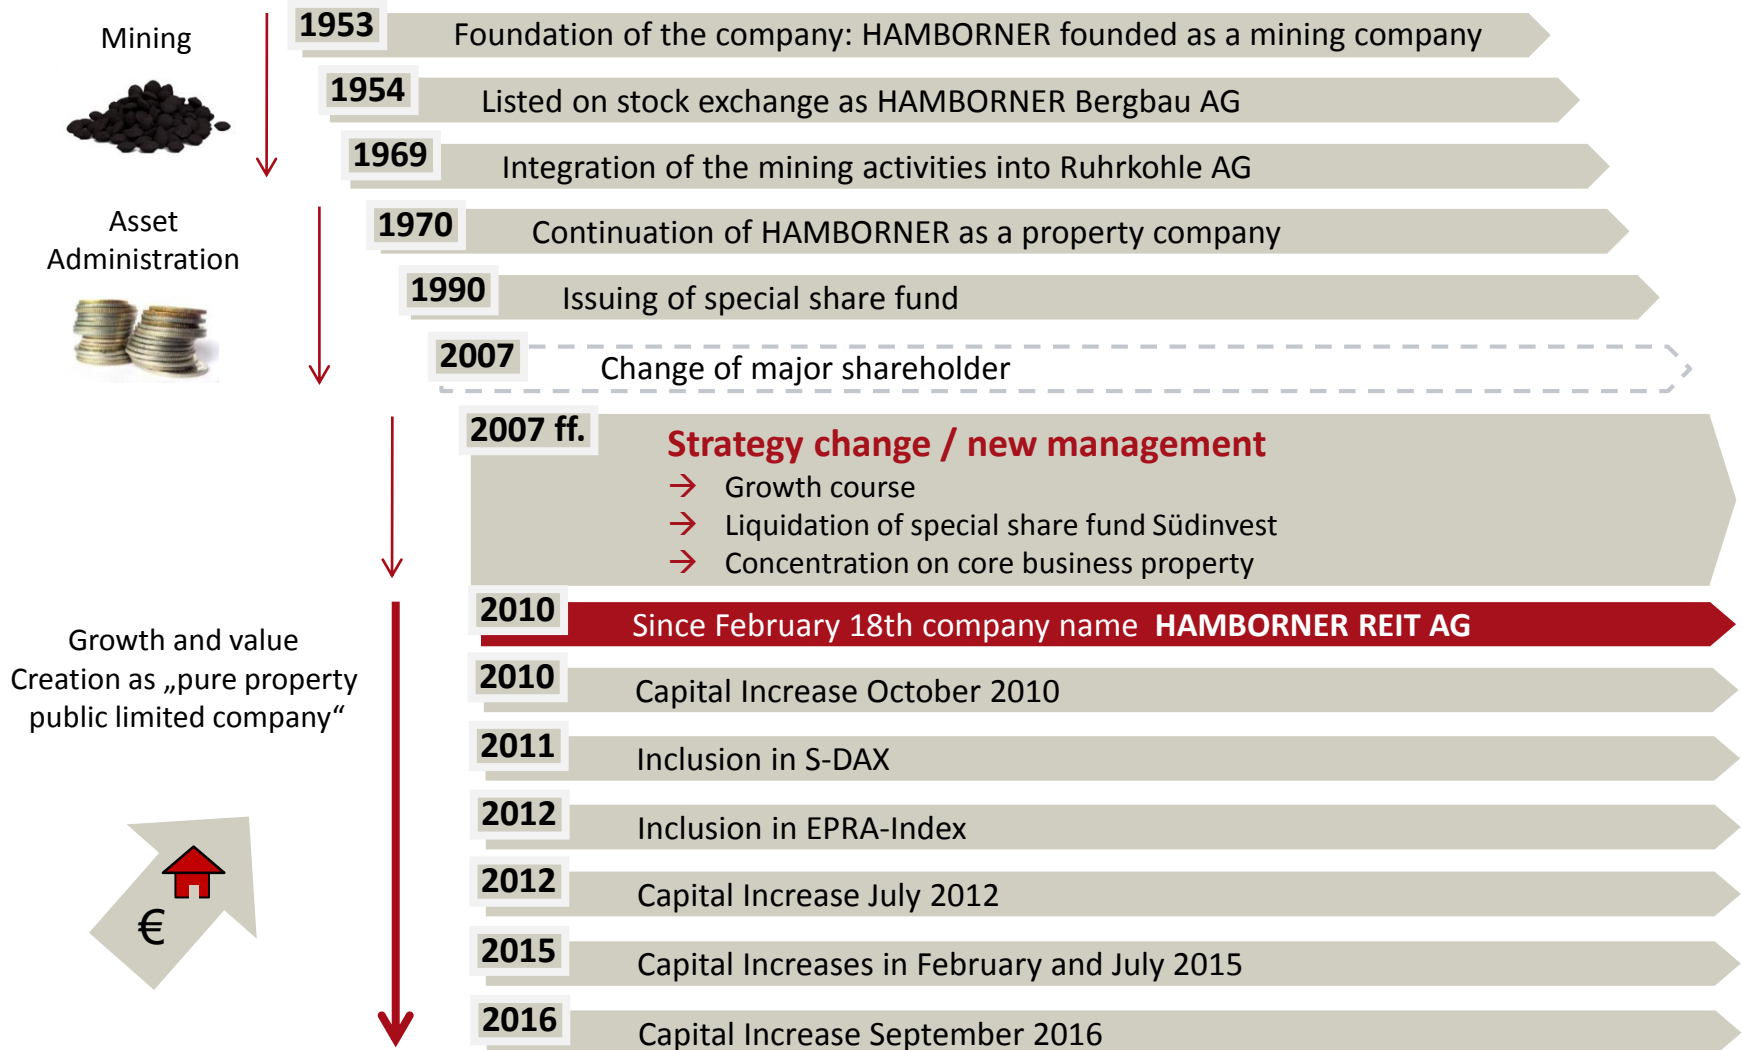 Mining
1953
Foundation of the company: HAMBORNER founded as a mining company
1954
Listed on stock exchange as HAMBORNER Bergbau AG
1969
Integration of the mining activities into Ruhrkohle AG
Asset
Administration
1970
Continuation of HAMBORNER as a property company
1990
Issuing of special share fund
2007
Change of major shareholder
2007 ff.
Strategy change / new management
→ Growth course
→ Liquidation of special share fund Südinvest
→ Concentration on core business property
Growth and value
Creation as „pure property
public limited company“
€
2010
Since February 18th company name HAMBORNER REIT AG
2010
Capital Increase October 2010
2011
Inclusion in S-DAX
2012
Inclusion in EPRA-Index
2012
Capital Increase July 2012
2015
Capital Increases in February and July 2015
2016
Capital Increase September 2016